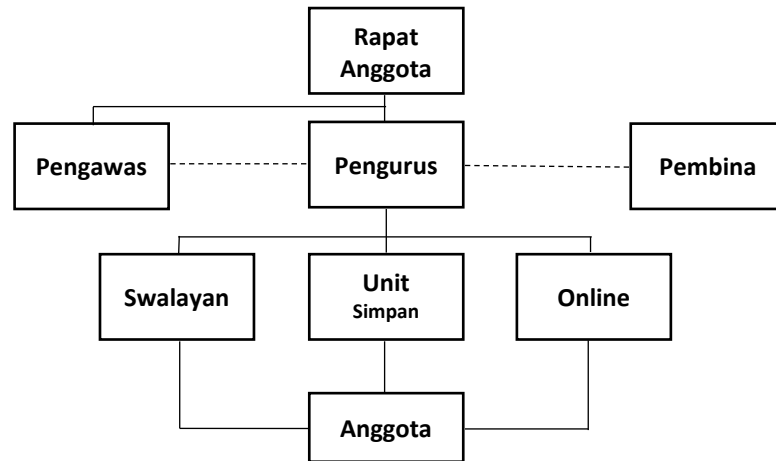 Rapat
Anggota
Pengawas
Pengurus
Pembina
Swalayan
Unit
Simpan
Online
Anggota